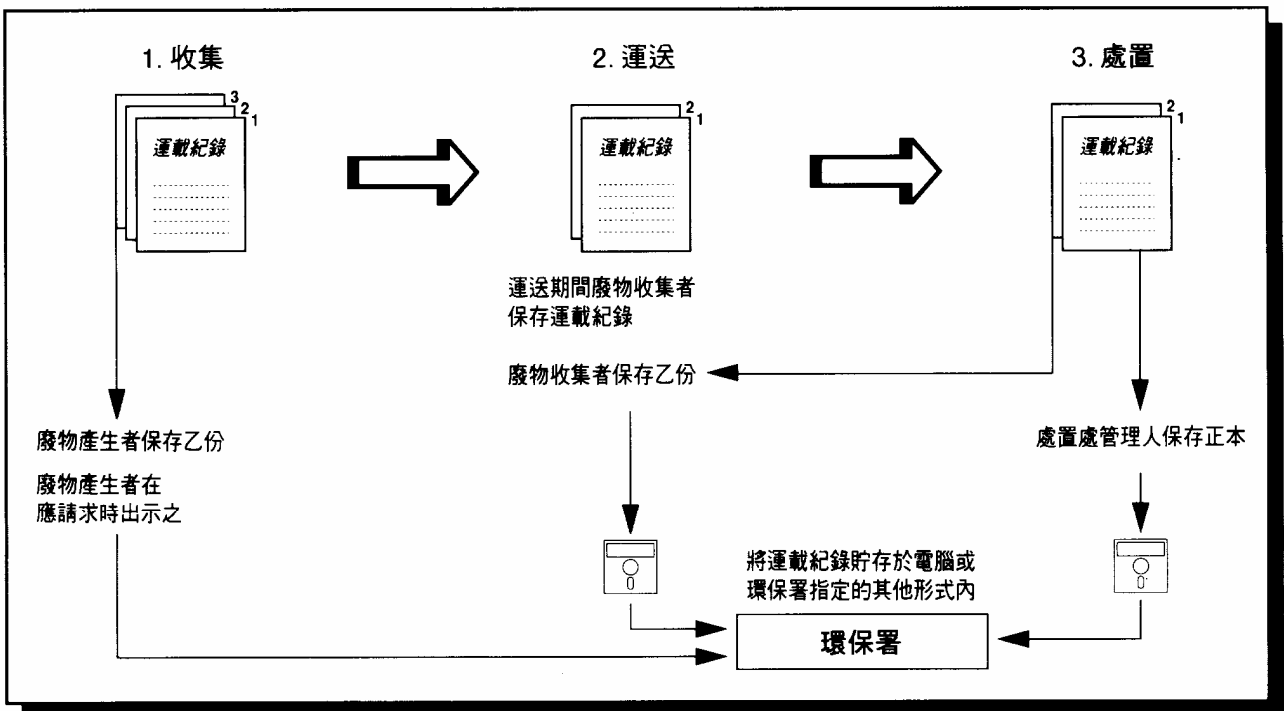 1. 收集
2. 運送
3. 處置
3
2
1
運載紀錄
2
1
運載紀錄
2
1
運載紀錄
運送期間廢物收集者
保存運載紀錄
廢物收集者保存乙份
廢物產生者保存乙份
處置處管理人保存正本
廢物產生者在
應請求時出示之
將運載紀錄貯存於電腦或
環保署指定的其他形式內
環保署